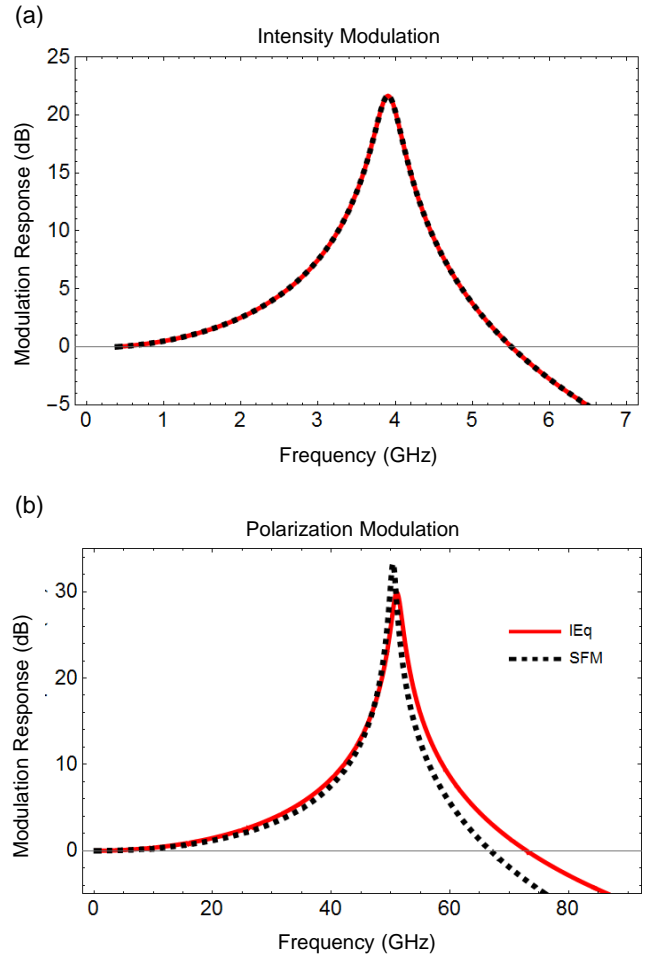 (a)
Intensity Modulation
Modulation Response (dB)
25
20
15
10
5
0
−5
0 1 2 3 4 5 6 7
Frequency (GHz)
(b)
Polarization Modulation
Modulation Response (dB)
30
20
10
0
IEq
SFM
0 20 40 60 80
Frequency (GHz)